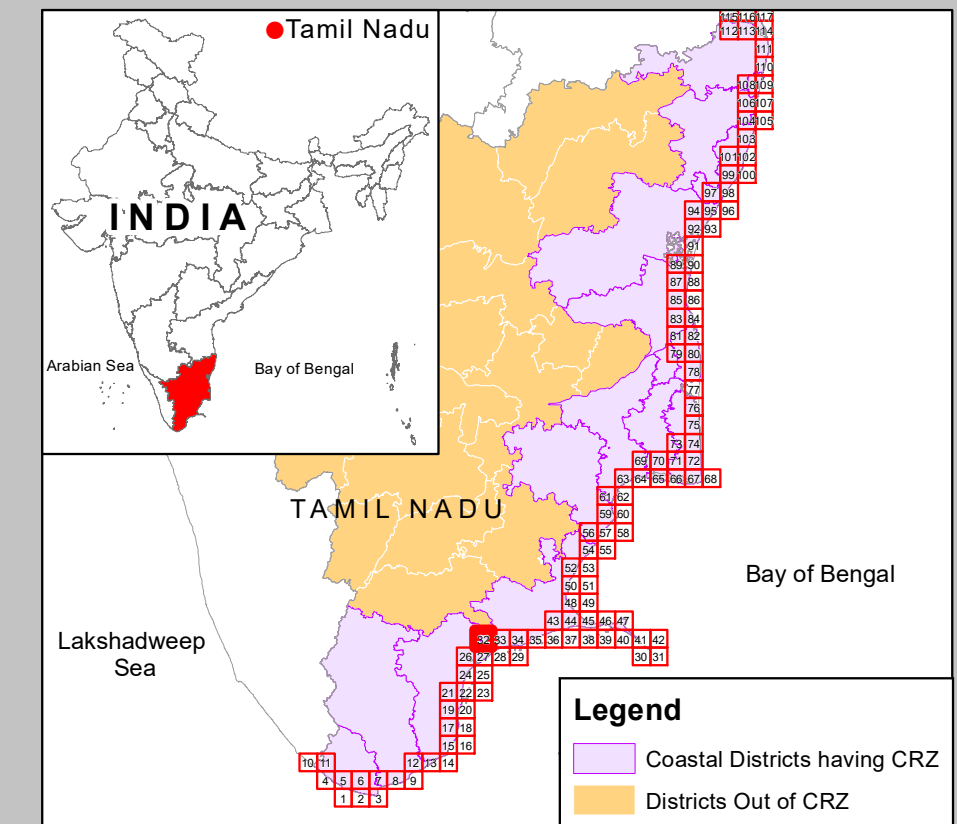 Tamil Nadu
INDIA
Arabian Sea
Bay of Bengal
115 116 117
112 113 114
111
110
108 109
106 107
104 105
103
101 102
99 100
97 98
94 95 96
92 93
91
89 90
87 88
85 86
83 84
81 82
79 80
78
77
76
75
73 74
69 70 71 72
63 64 65 66 67 68
61 62
TAMIL NADU
59 60
56 57 58
54 55
52 53
Bay of Bengal
50 51
48 49
43 44 45 46 47
32 33 34 35 36 37 38 39 40 41 42
Lakshadweep
Sea
26 27 28 29 30 31
24 25
21 22 23
19 20
17 18
15 16
10 11 12 13 14
4 5 6 7 8 9
1 2 3
Legend
Coastal Districts having CRZ
Districts Out of CRZ